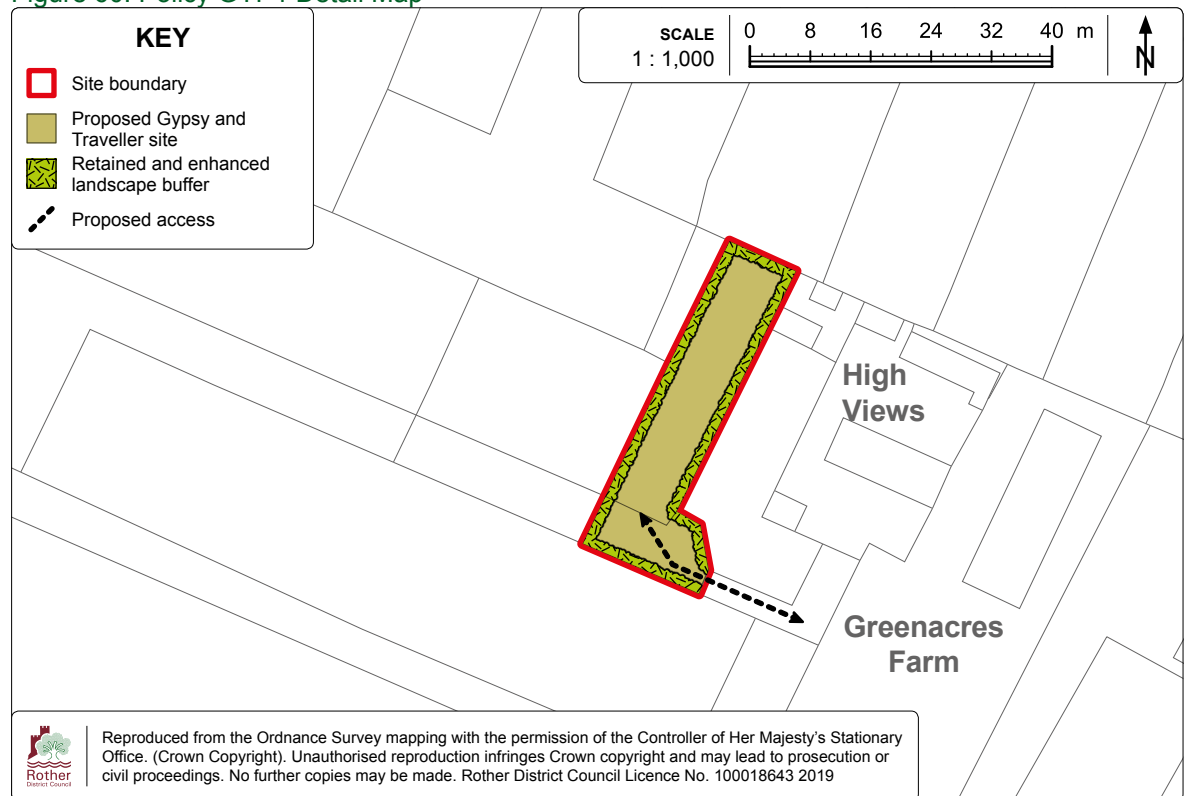 KEY
Site boundary
Proposed Gypsy and
Traveller site
Retained and enhanced
landscape buffer
Proposed access
SCALE
1 : 1,000
0 8 16 24 32 40 m
N
High
Views
Greenacres
Farm
Rother
District Council
Reproduced from the Ordnance Survey mapping with the permission of the Controller of Her Majesty's Stationary
Office. (Crown Copyright). Unauthorised reproduction infringes Crown copyright and may lead to prosecution or
civil proceedings. No further copies may be made. Rother District Council Licence No. 100018643 2019